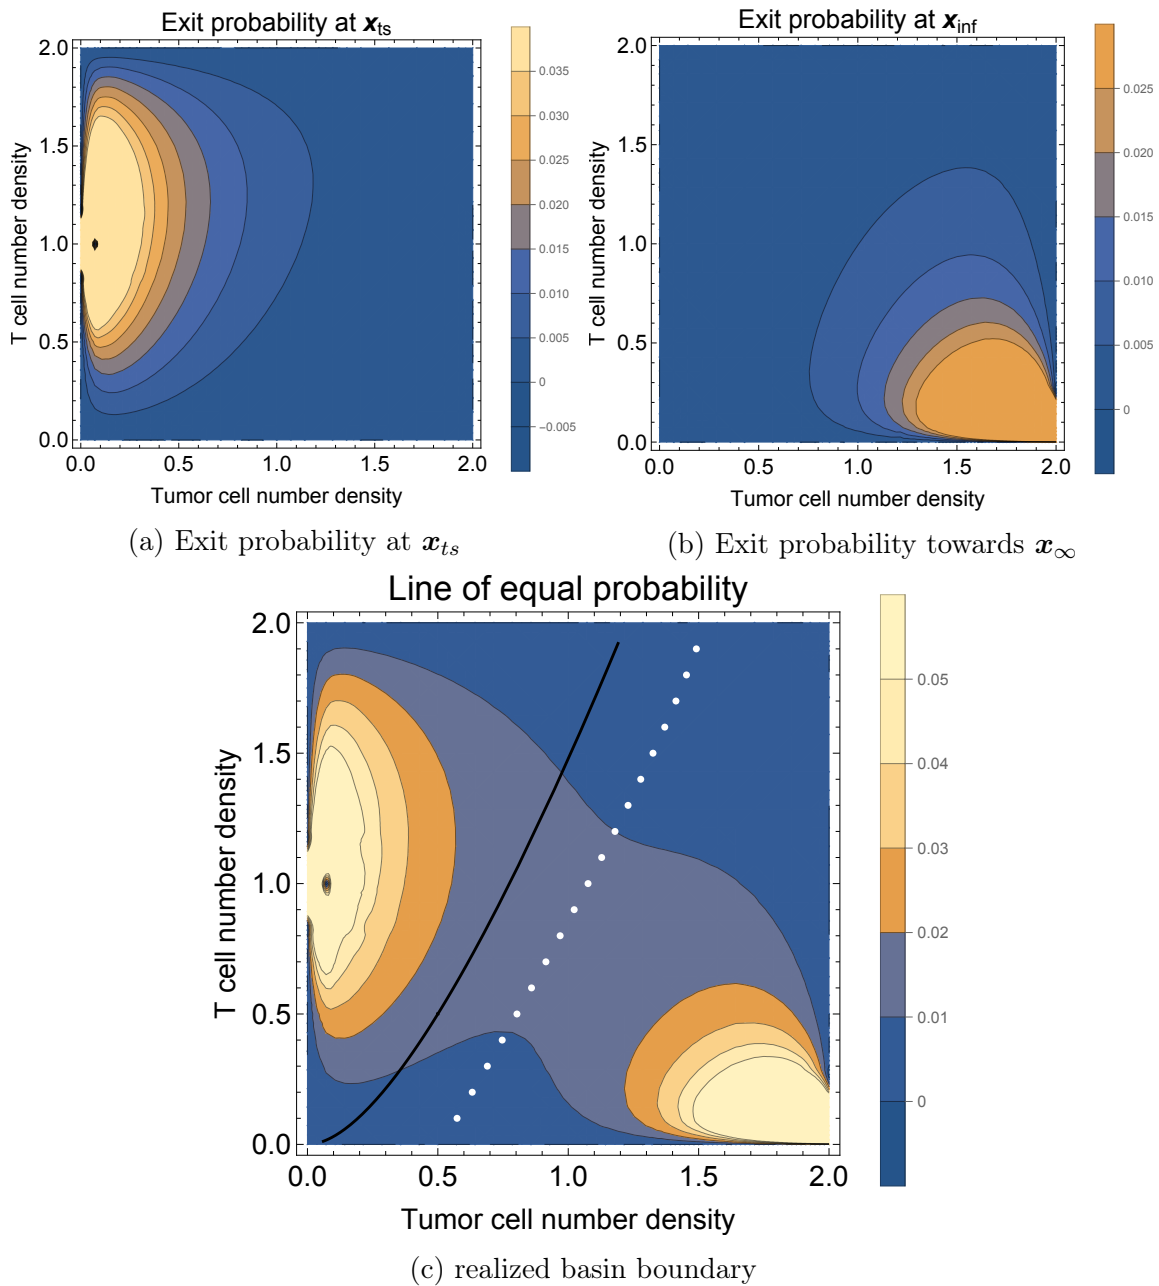 Exit probability at x_ts
T cell number density
2.0
1.5
1.0
0.5
0.0
0.0 0.5 1.0 1.5 2.0
Tumor cell number density
0.035
0.030
0.025
0.020
0.015
0.010
0.005
0
−0.005
(a) Exit probability at x_ts
Exit probability at x_inf
T cell number density
2.0
1.5
1.0
0.5
0.0
0.0 0.5 1.0 1.5 2.0
Tumor cell number density
0.025
0.020
0.015
0.010
0.005
0
(b) Exit probability towards x_∞
Line of equal probability
T cell number density
2.0
1.5
1.0
0.5
0.0
0.0 0.5 1.0 1.5 2.0
Tumor cell number density
0.05
0.04
0.03
0.02
0.01
0
(c) realized basin boundary